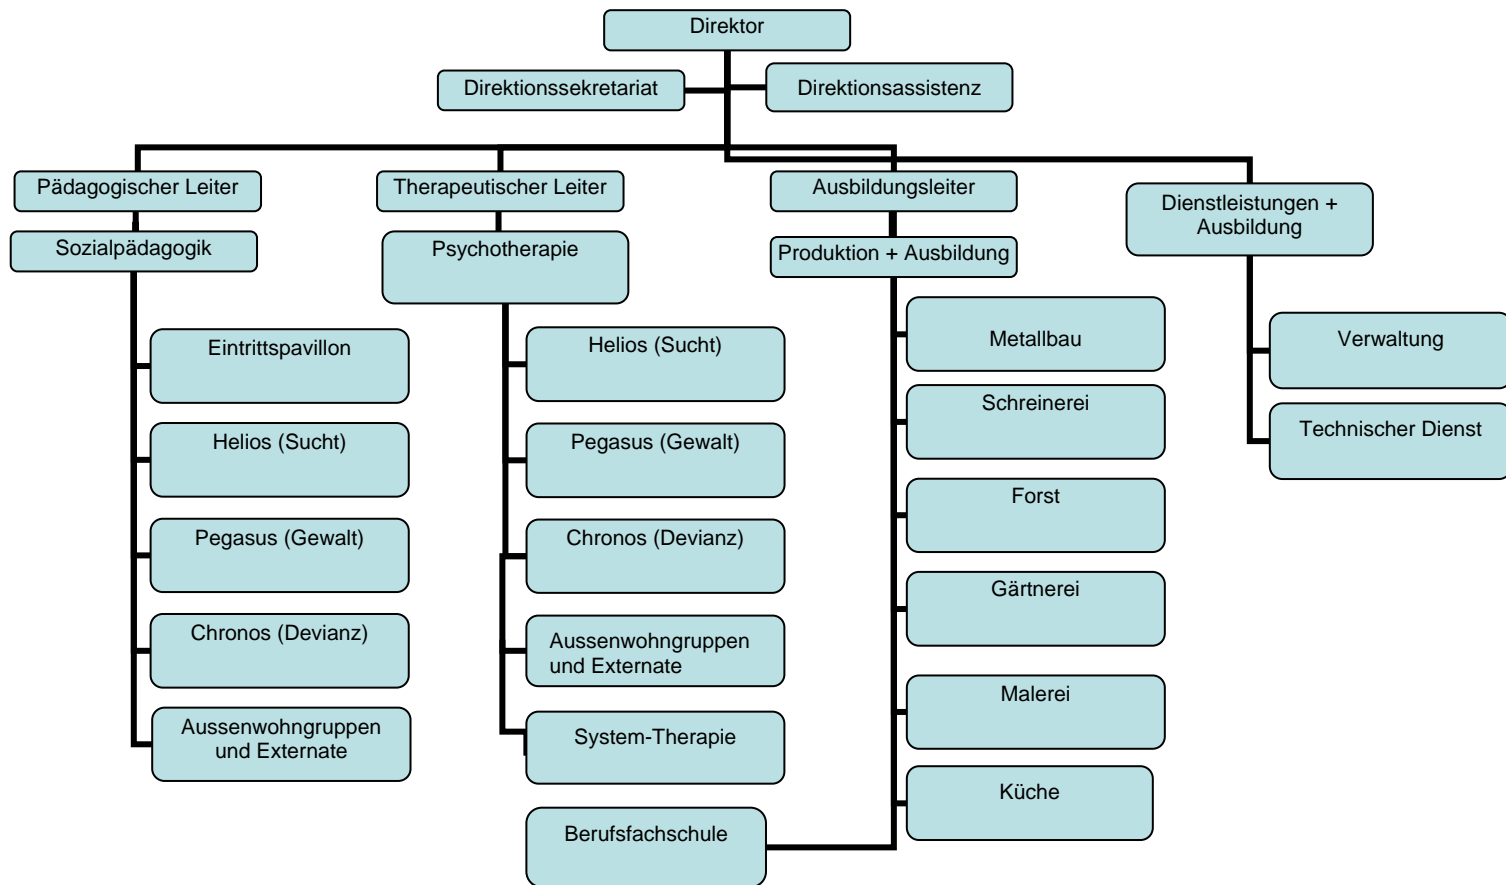 Direktor
Direktionssekretariat
Direktionsassistenz
Pädagogischer Leiter
Therapeutischer Leiter
Ausbildungsleiter
Dienstleistungen +
Ausbildung
Sozialpädagogik
Psychotherapie
Produktion + Ausbildung
Eintrittspavillon
Helios (Sucht)
Pegasus (Gewalt)
Chronos (Devianz)
Aussenwohngruppen
und Externate
Helios (Sucht)
Pegasus (Gewalt)
Chronos (Devianz)
Aussenwohngruppen
und Externate
System-Therapie
Metallbau
Schreinerei
Forst
Gärtnerei
Malerei
Küche
Berufsfachschule
Verwaltung
Technischer Dienst